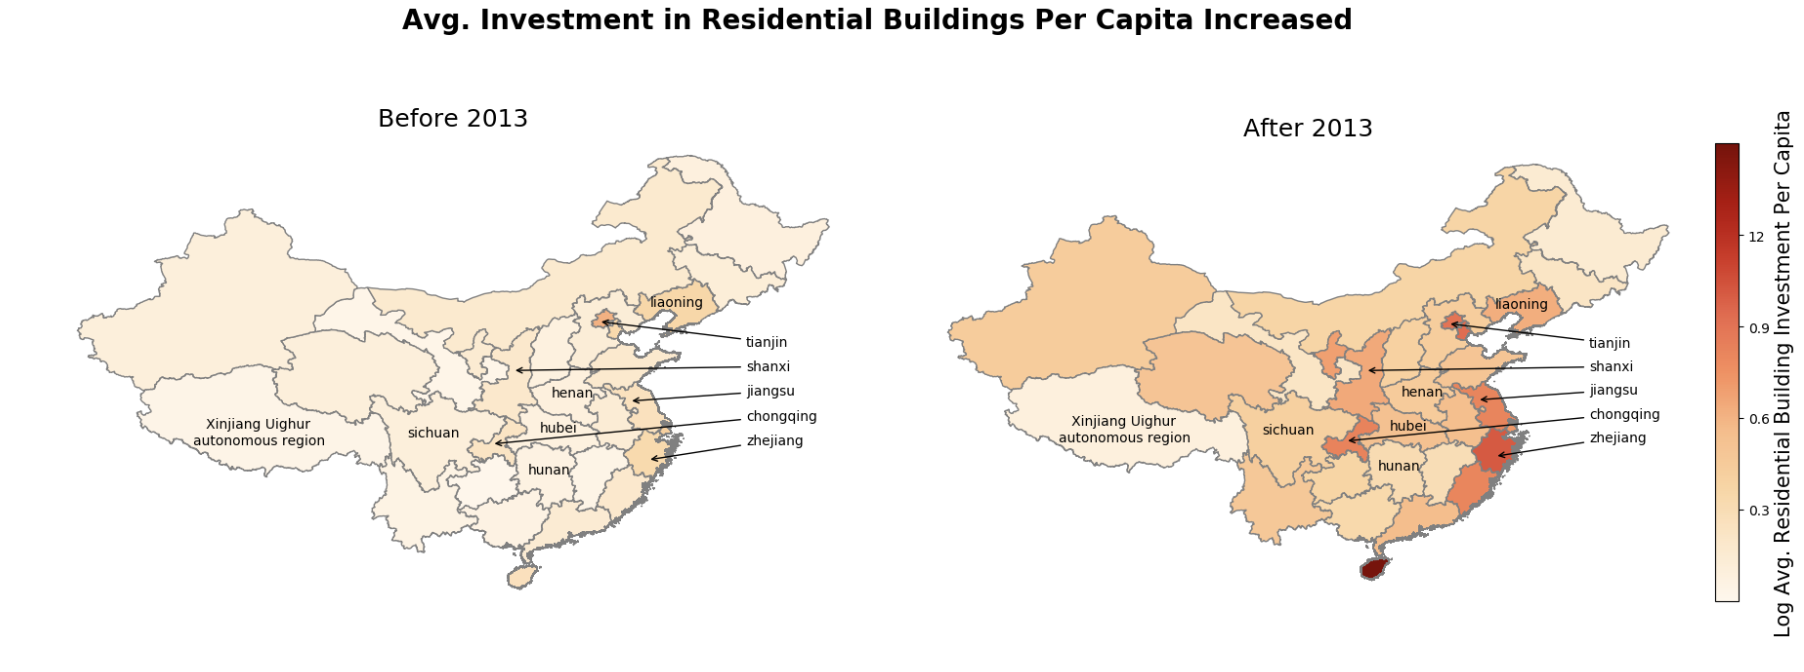 Avg. Investment in Residential Buildings Per Capita Increased
Before 2013
liaoning
tianjin
shanxi
jiangsu
chongqing
zhejiang
henan
hubei
hunan
sichuan
Xinjiang Uighur
autonomous region
After 2013
liaoning
tianjin
shanxi
jiangsu
chongqing
zhejiang
henan
hubei
hunan
sichuan
Xinjiang Uighur
autonomous region
12
0.9
0.6
0.3
Log Avg. Residential Building Investment Per Capita